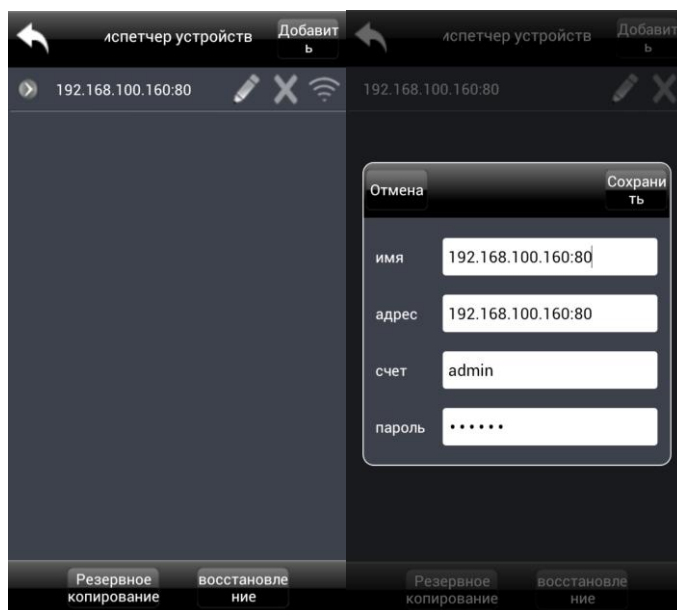 испетчер устройств
Добавит
ь
192.168.100.160:80
Резервное
копирование
восстановле
ние
испетчер устройств
Добавит
ь
192.168.100.160:80
Отмена
Сохрани
ть
имя
192.168.100.160:80
адрес
192.168.100.160:80
счет
admin
пароль
••••••
Резервное
копирование
восстановле
ние